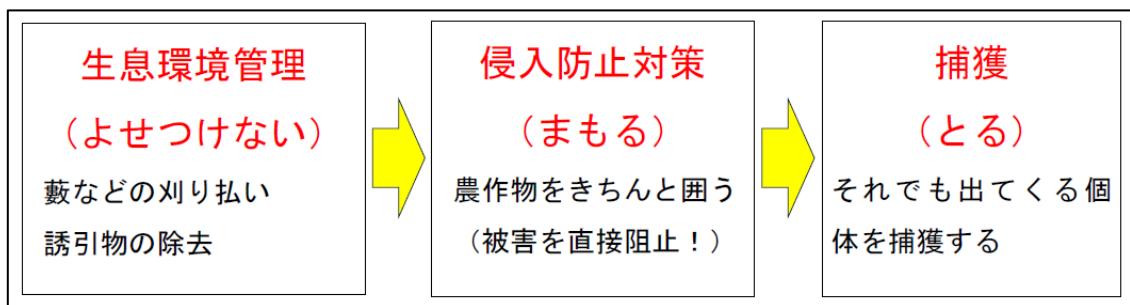 生息環境管理
（よせつけない）
藪などの刈り払い
誘引物の除去
侵入防止対策
（まもる）
農作物をきちんと囲う
（被害を直接阻止！）
捕獲
（とる）
それでも出てくる個
体を捕獲する